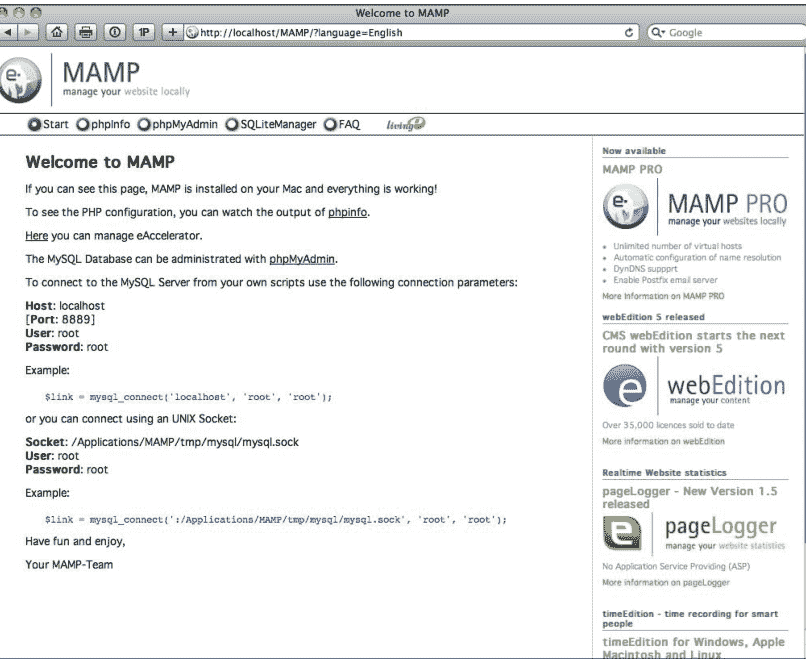 Welcome to MAMP
1P
+
http://localhost/MAMP/?language=English
Google
e.
MAMP
manage your website locally
Start phpInfo phpMyAdmin SQLiteManager FAQ living e
Welcome to MAMP
If you can see this page, MAMP is installed on your Mac and everything is working!
To see the PHP configuration, you can watch the output of phpinfo.
Here you can manage eAccelerator.
The MySQL Database can be administrated with phpMyAdmin.
To connect to the MySQL Server from your own scripts use the following connection parameters:
Host: localhost
[Port: 8889]
User: root
Password: root
Example:
$link = mysql_connect('localhost', 'root', 'root');
or you can connect using an UNIX Socket:
Socket: /Applications/MAMP/tmp/mysql/mysql.sock
User: root
Password: root
Example:
$link = mysql_connect(':/Applications/MAMP/tmp/mysql/mysql.sock', 'root', 'root');
Have fun and enjoy,
Your MAMP-Team
Now available
MAMP PRO
e.
MAMP PRO
manage your websites locally
Unlimited number of virtual hosts
Automatic configuration of name resolution
DynDNS suppprt
Enable Postfix email server
More Information on MAMP PRO
webEdition 5 released
CMS webEdition starts the next
round with version 5
e
webEdition
manage your content
Over 35,000 licences sold to date
More information on webEdition
Realtime Website statistics
pageLogger - New Version 1.5
released
e
pageLogger
manage your website statistics
No Application Service Providing (ASP)
More information on pageLogger
timeEdition - time recording for smart
people
timeEdition for Windows, Apple
Macintosh and Linux